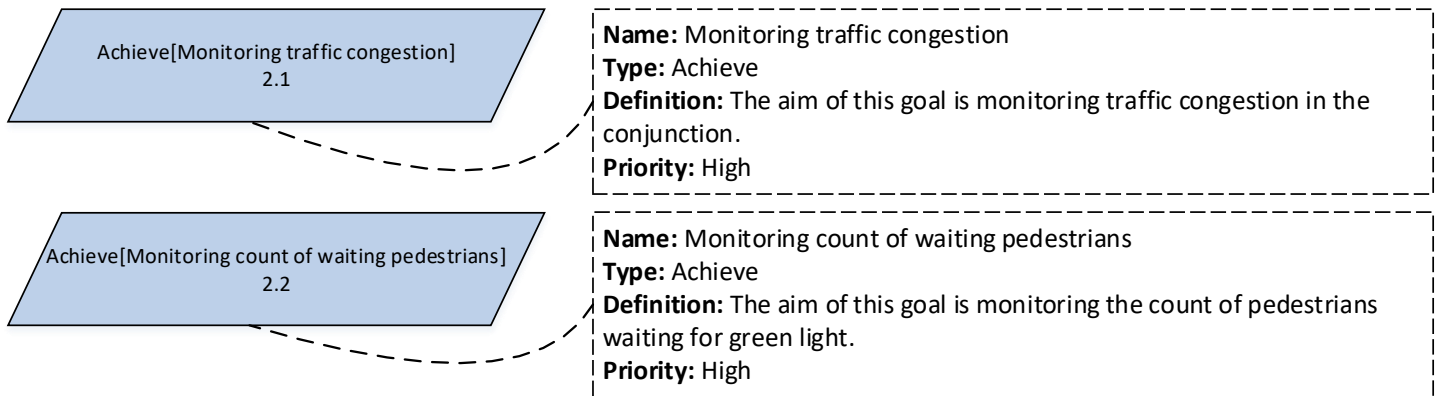 Achieve[Monitoring traffic congestion]
2.1
Name: Monitoring traffic congestion
Type: Achieve
Definition: The aim of this goal is monitoring traffic congestion in the
conjunction.
Priority: High
Achieve[Monitoring count of waiting pedestrians]
2.2
Name: Monitoring count of waiting pedestrians
Type: Achieve
Definition: The aim of this goal is monitoring the count of pedestrians
waiting for green light.
Priority: High